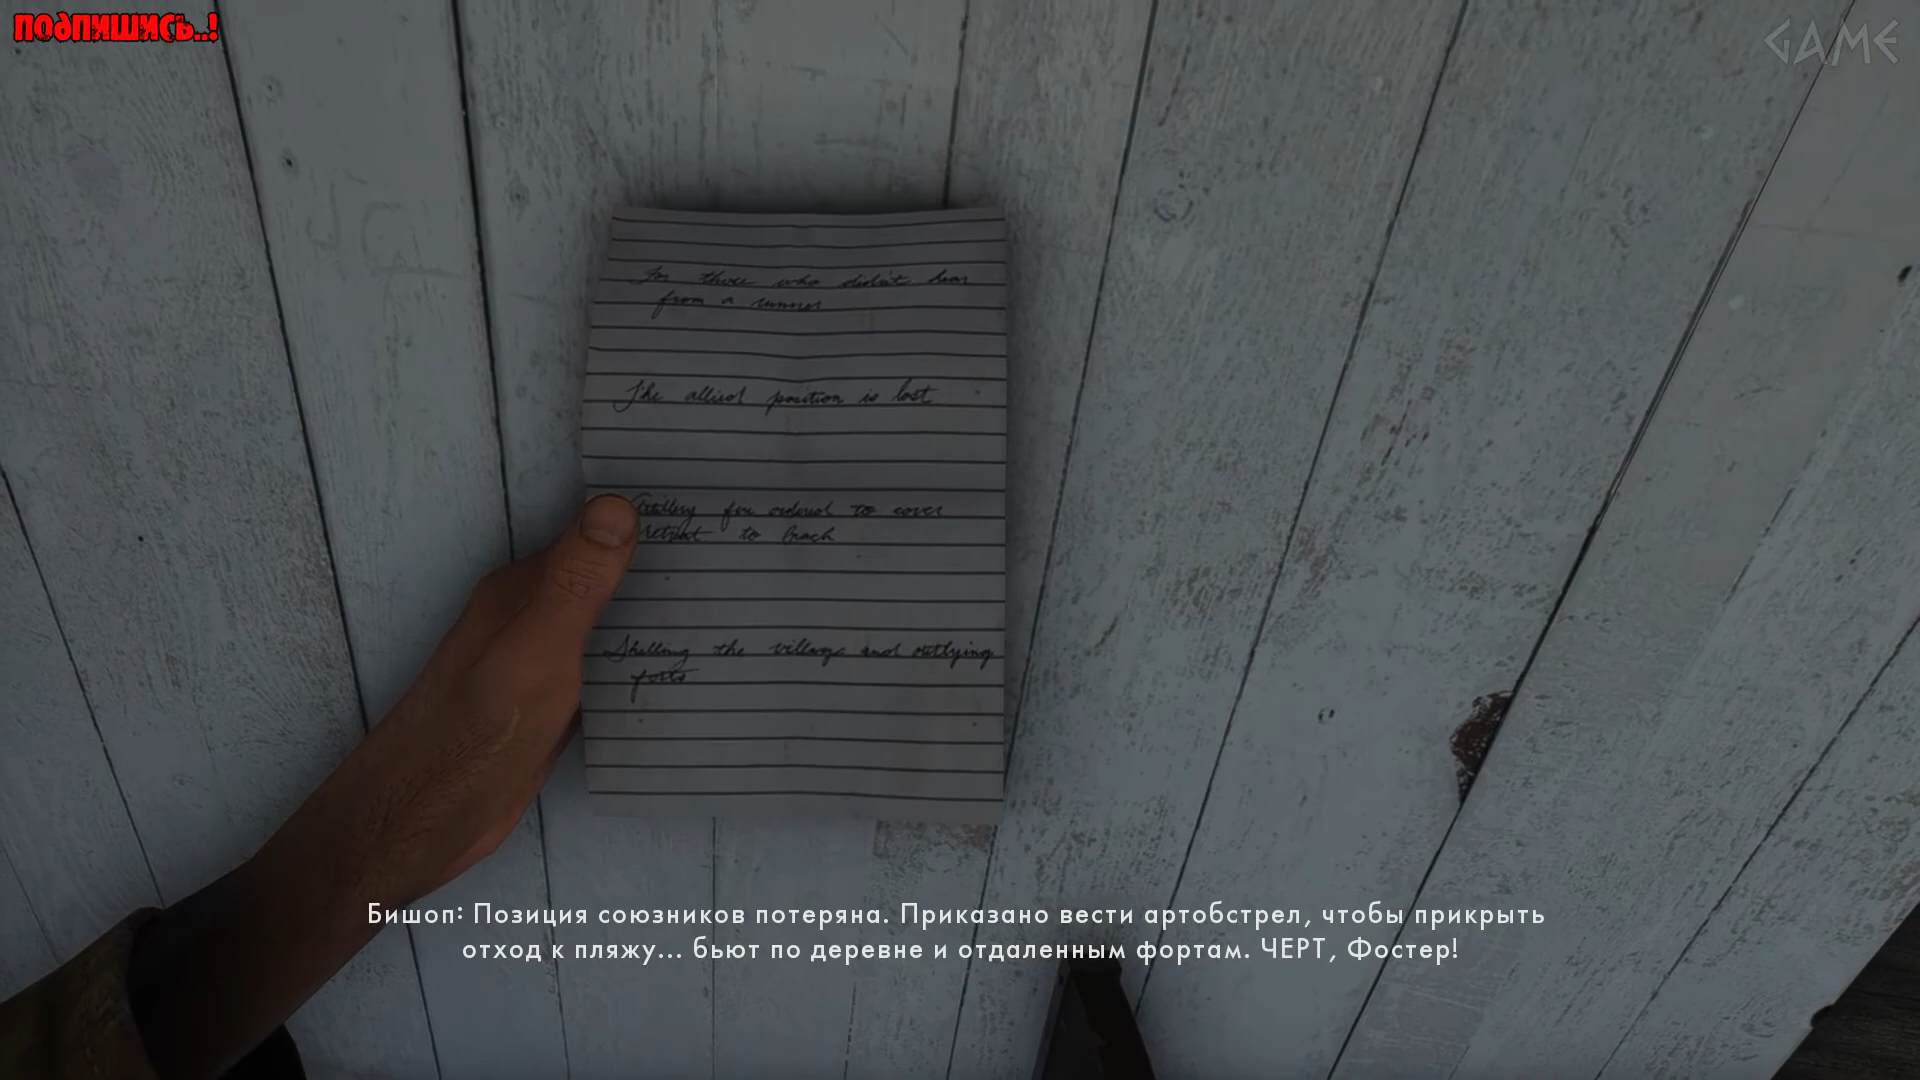 подпишись..!
GAME
For those who didn't hear
from a runner
The allied position is lost
Artillery fire ordered to cover
retreat to beach
Shelling the village and outlying
forts
Бишоп: Позиция союзников потеряна. Приказано вести артобстрел, чтобы прикрыть
отход к пляжу... бьют по деревне и отдаленным фортам. ЧЕРТ, Фостер!